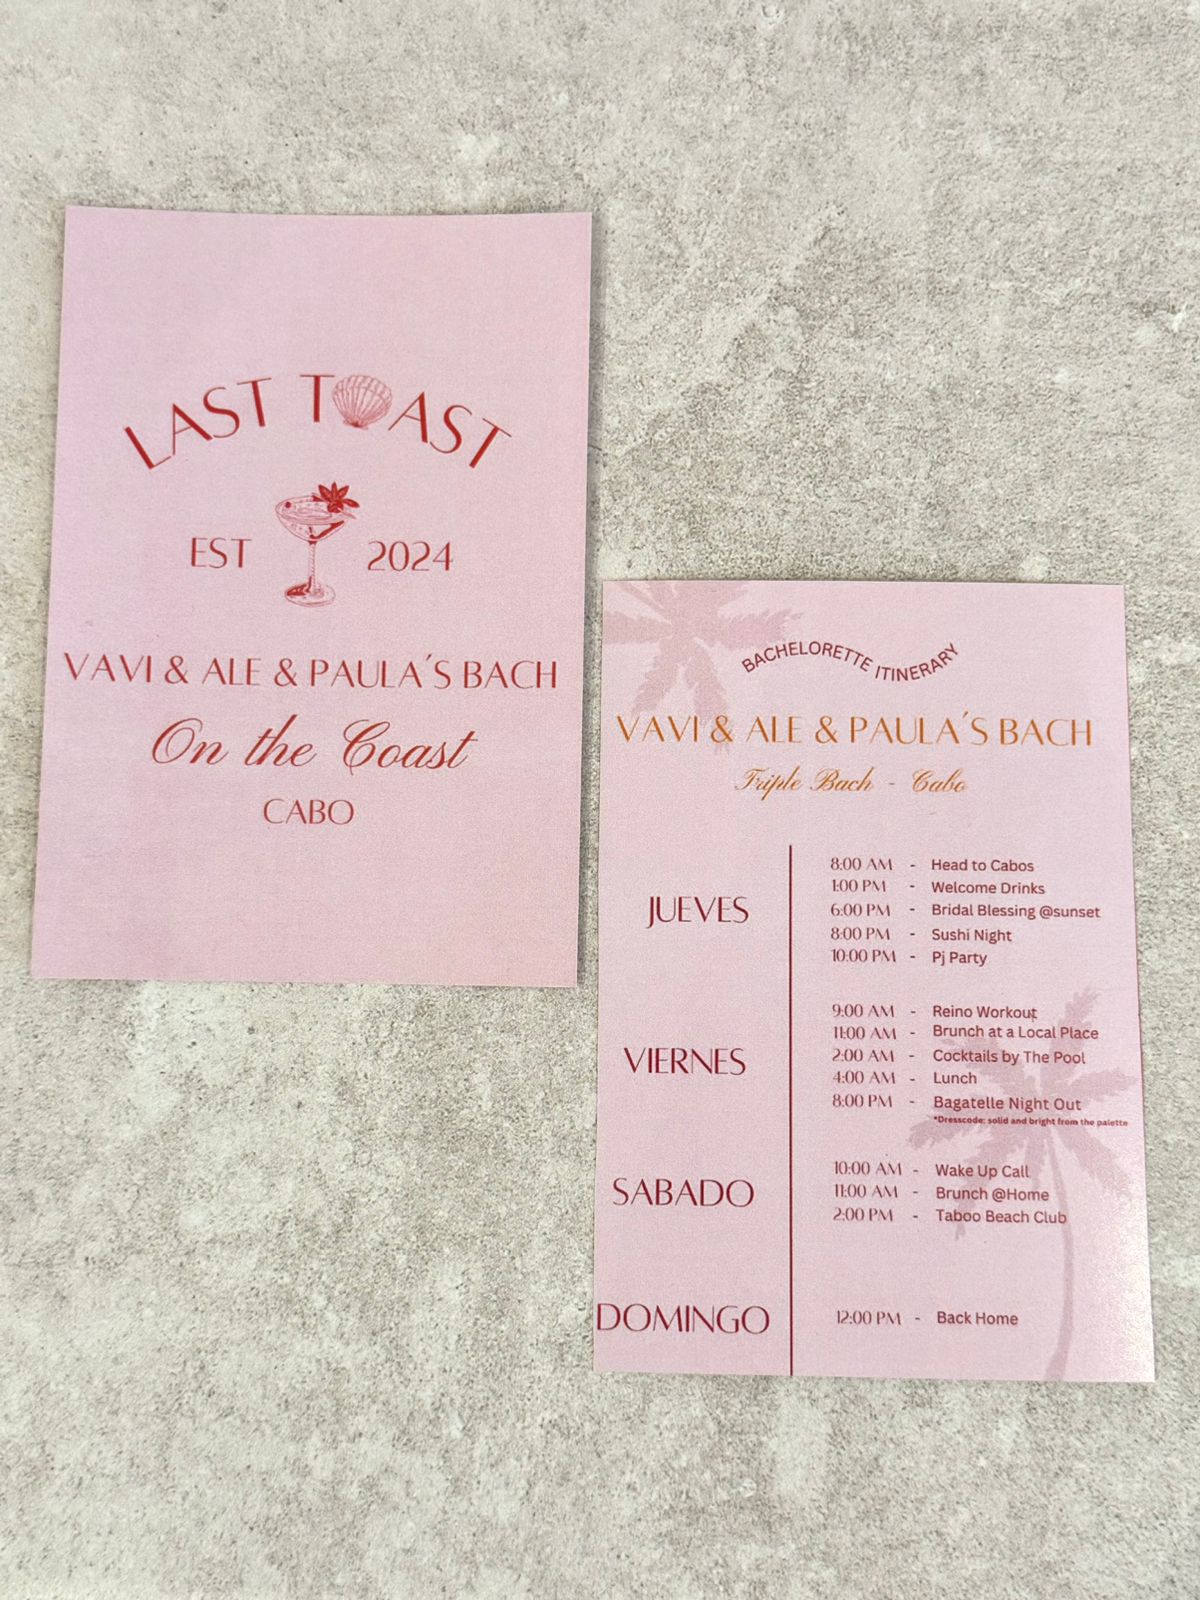 LAST TOAST
EST 2024
VAVI & ALE & PAULA´S BACH
On the Coast
CABO
BACHELORETTE ITINERARY
VAVI & ALE & PAULA´S BACH
Triple Bach - Cabo
JUEVES
8:00 AM - Head to Cabos
1:00 PM - Welcome Drinks
6:00 PM - Bridal Blessing @sunset
8:00 PM - Sushi Night
10:00 PM - Pj Party
VIERNES
9:00 AM - Reino Workout
11:00 AM - Brunch at a Local Place
2:00 AM - Cocktails by The Pool
4:00 AM - Lunch
8:00 PM - Bagatelle Night Out
*Dresscode: solid and bright from the palette
SABADO
10:00 AM - Wake Up Call
11:00 AM - Brunch @Home
2:00 PM - Taboo Beach Club
DOMINGO
12:00 PM - Back Home